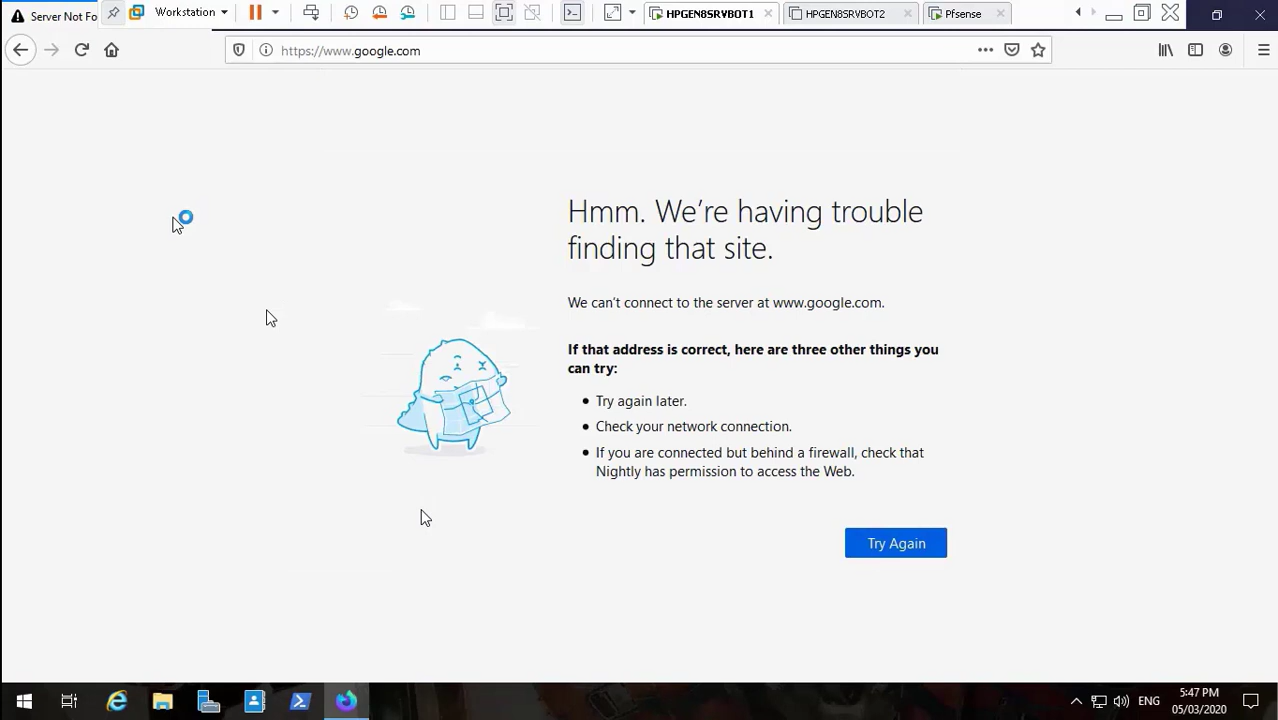 Server Not Fo
Workstation
HPGEN8SRVBOT1
HPGEN8SRVBOT2
Pfsense
https://www.google.com
Hmm. We’re having trouble
finding that site.
We can’t connect to the server at www.google.com.
If that address is correct, here are three other things you
can try:
Try again later.
Check your network connection.
If you are connected but behind a firewall, check that
Nightly has permission to access the Web.
Try Again
ENG
5:47 PM
05/03/2020